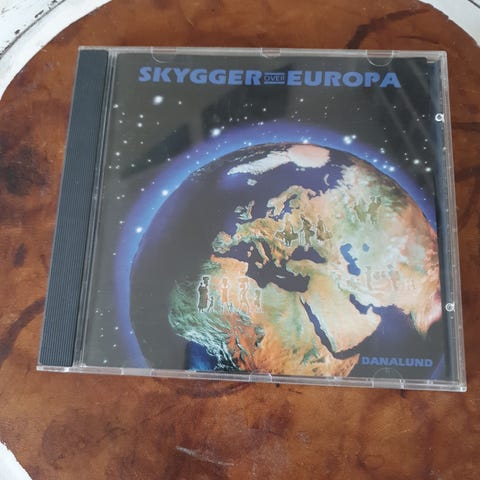 SKYGGER OVER EUROPA
DANALUND